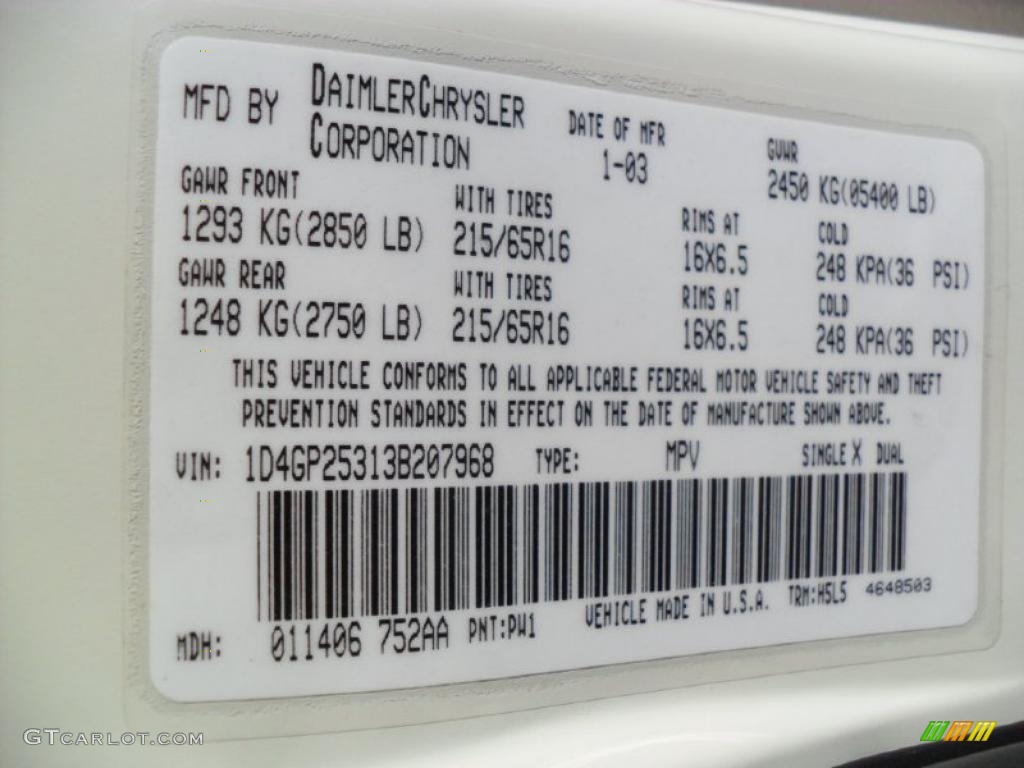 MFD BY DAIMLERCHRYSLER CORPORATION DATE OF MFR 1-03 GVWR 2450 KG(05400 LB)
GAWR FRONT WITH TIRES RIMS AT COLD
1293 KG(2850 LB) 215/65R16 16X6.5 248 KPA(36 PSI)
GAWR REAR WITH TIRES RIMS AT COLD
1248 KG(2750 LB) 215/65R16 16X6.5 248 KPA(36 PSI)
THIS VEHICLE CONFORMS TO ALL APPLICABLE FEDERAL MOTOR VEHICLE SAFETY AND THEFT
PREVENTION STANDARDS IN EFFECT ON THE DATE OF MANUFACTURE SHOWN ABOVE.
VIN: 1D4GP25313B207968 TYPE: MPV SINGLE X DUAL
MDH: 011406 752AA PNT:PW1 VEHICLE MADE IN U.S.A. TRM:H5L5 4648503
GTCARLOT.COM